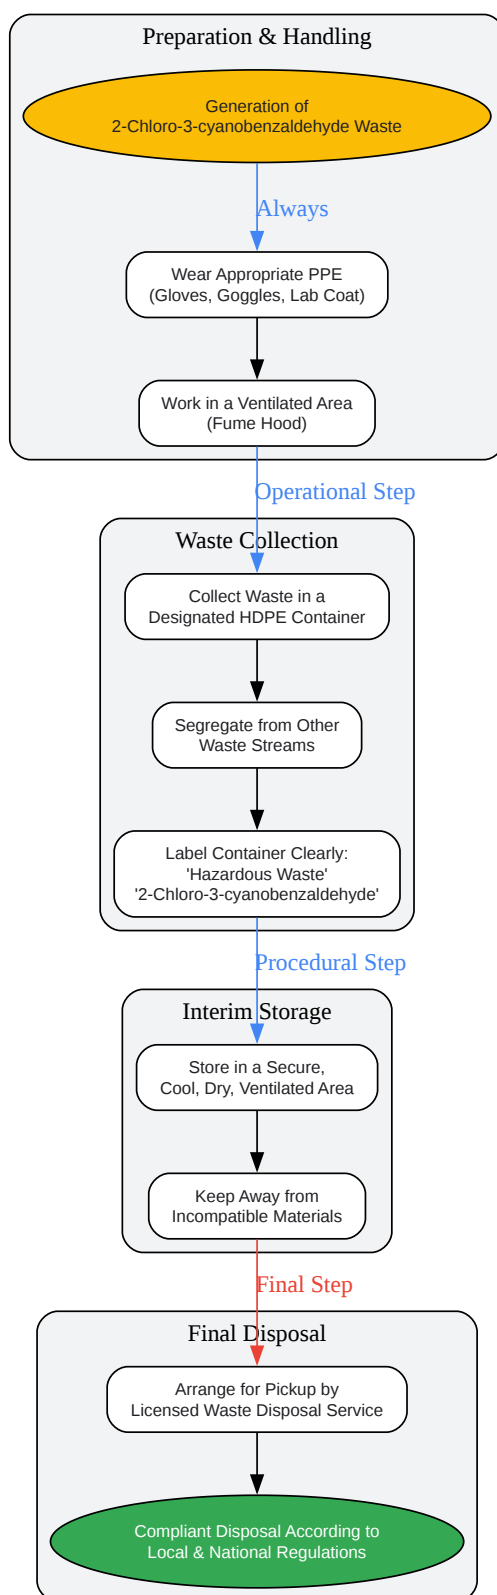 Preparation & Handling
Generation of
2-Chloro-3-cyanobenzaldehyde Waste
Always
Wear Appropriate PPE
(Gloves, Goggles, Lab Coat)
Work in a Ventilated Area
(Fume Hood)
Operational Step
Waste Collection
Collect Waste in a
Designated HDPE Container
Segregate from Other
Waste Streams
Label Container Clearly:
'Hazardous Waste'
'2-Chloro-3-cyanobenzaldehyde'
Procedural Step
Interim Storage
Store in a Secure,
Cool, Dry, Ventilated Area
Keep Away from
Incompatible Materials
Final Step
Final Disposal
Arrange for Pickup by
Licensed Waste Disposal Service
Compliant Disposal According to
Local & National Regulations